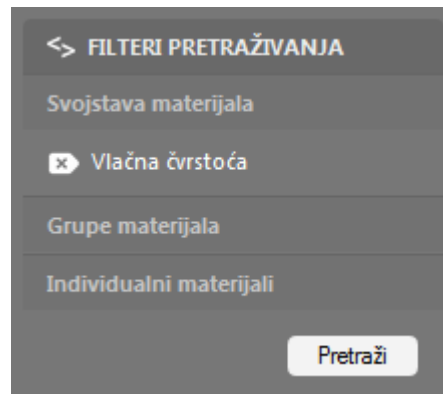 <> FILTERI PRETRAŽIVANJA
Svojstava materijala
Vlačna čvrstoća
Grupe materijala
Individualni materijali
Pretraži